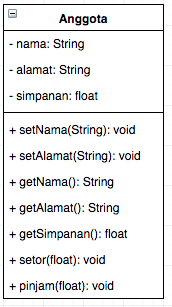 Anggota
- nama: String
- alamat: String
- simpanan: float
+ setNama(String): void
+ setAlamat(String): void
+ getNama(): String
+ getAlamat(): String
+ getSimpanan(): float
+ setor(float): void
+ pinjam(float): void